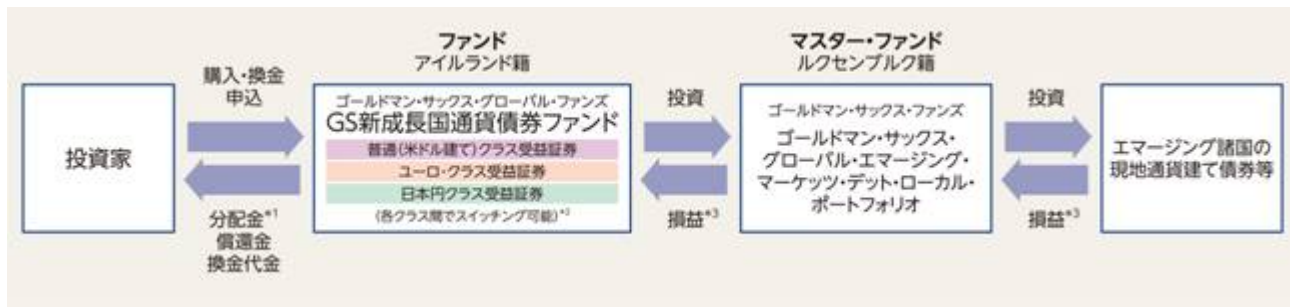 ファンド
アイルランド籍
マスター・ファンド
ルクセンブルク籍
購入・換金
申込
投資家
分配金*1
償還金
換金代金
ゴールドマン・サックス・グローバル・ファンズ
GS新成長国通貨債券ファンド
普通(米ドル建て)クラス受益証券
ユーロ・クラス受益証券
日本円クラス受益証券
(各クラス間でスイッチング可能)*2
投資
損益*3
ゴールドマン・サックス・ファンズ
ゴールドマン・サックス・
グローバル・エマージング・
マーケッツ・デット・ローカル・
ポートフォリオ
投資
損益*3
エマージング諸国の
現地通貨建て債券等